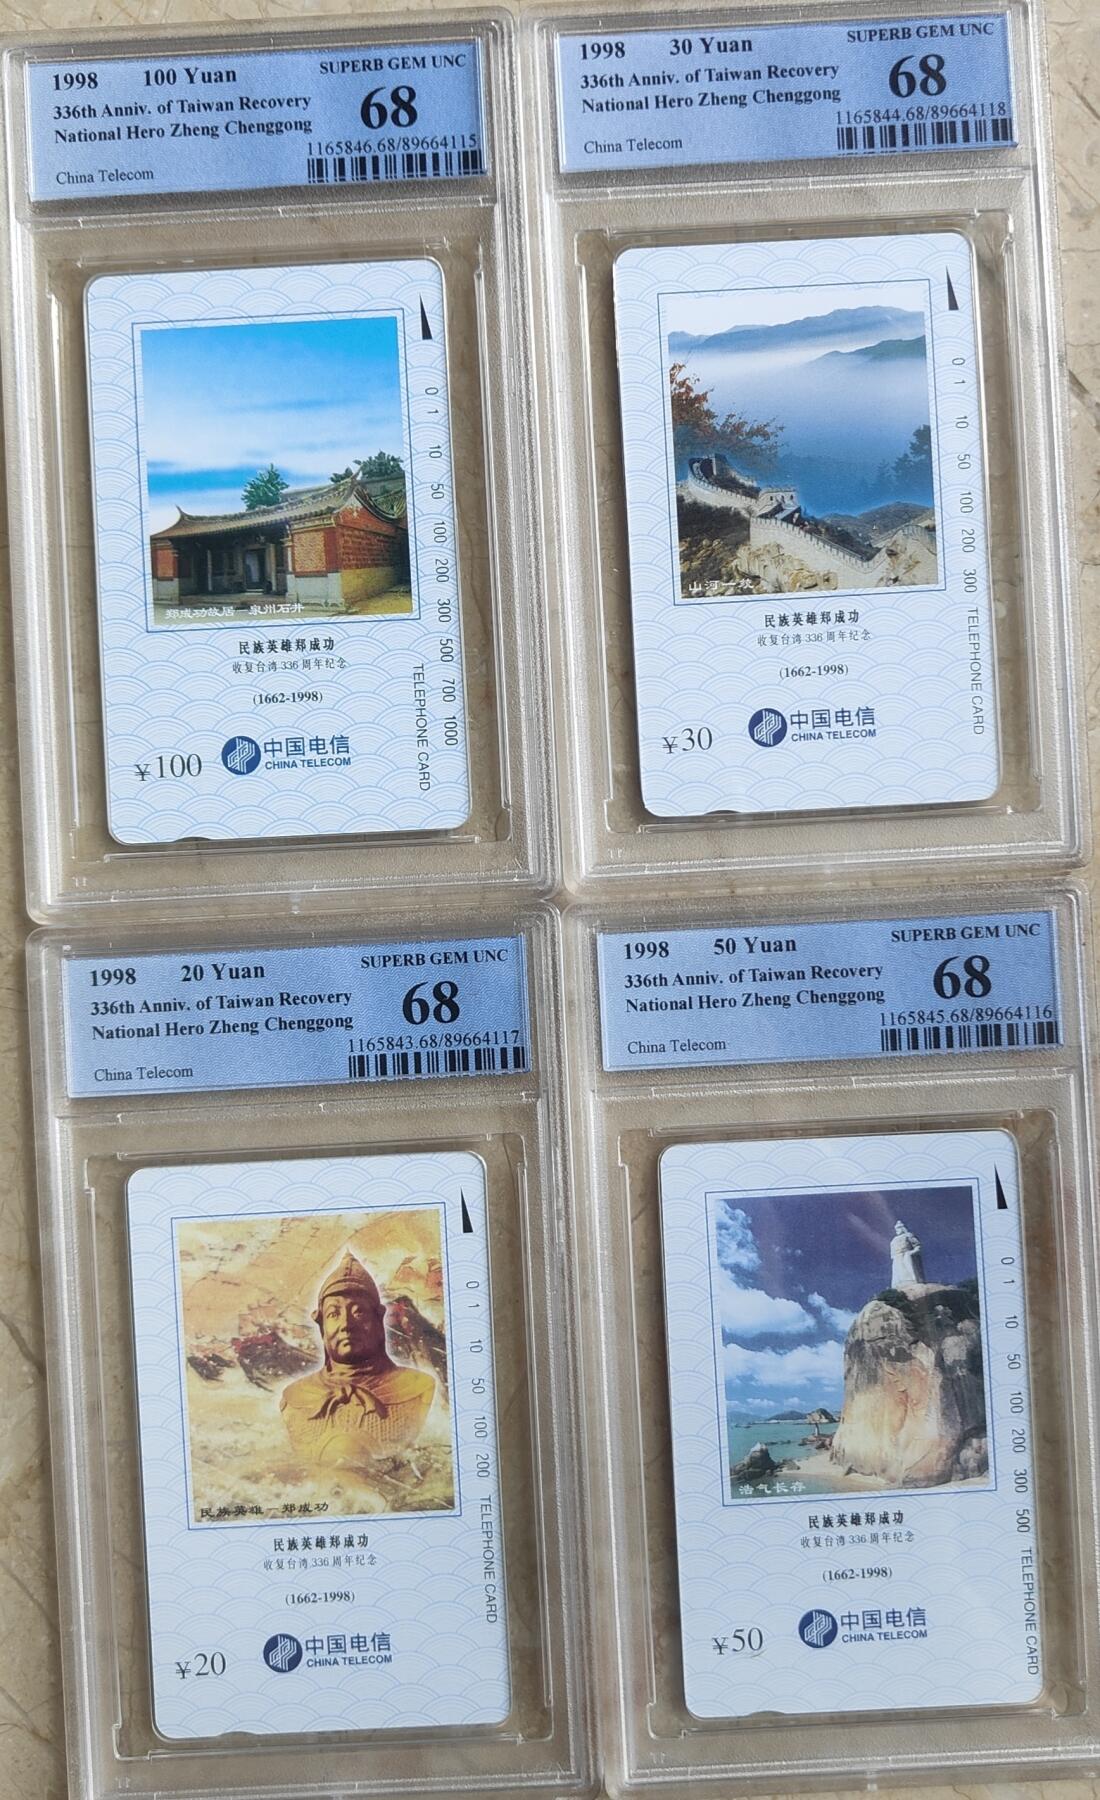 1998 100 Yuan SUPERB GEM UNC
336th Anniv. of Taiwan Recovery 68
National Hero Zheng Chenggong
1165846.68/89664115
China Telecom
郑成功故居—泉州石井
民族英雄郑成功
收复台湾336周年纪念
(1662-1998)
¥100 中国电信
CHINA TELECOM
0 1 10 50 100 200 300 500 700 1000
TELEPHONE CARD
1998 30 Yuan SUPERB GEM UNC
336th Anniv. of Taiwan Recovery 68
National Hero Zheng Chenggong
1165844.68/89664118
China Telecom
山河一统
民族英雄郑成功
收复台湾336周年纪念
(1662-1998)
¥30 中国电信
CHINA TELECOM
0 1 10 50 100 200 300 TELEPHONE CARD
1998 20 Yuan SUPERB GEM UNC
336th Anniv. of Taiwan Recovery 68
National Hero Zheng Chenggong
1165843.68/89664117
China Telecom
民族英雄—郑成功
民族英雄郑成功
收复台湾336周年纪念
(1662-1998)
¥20 中国电信
CHINA TELECOM
0 1 10 50 100 200 TELEPHONE CARD
1998 50 Yuan SUPERB GEM UNC
336th Anniv. of Taiwan Recovery 68
National Hero Zheng Chenggong
1165845.68/89664116
China Telecom
浩气长存
民族英雄郑成功
收复台湾336周年纪念
(1662-1998)
¥50 中国电信
CHINA TELECOM
0 1 10 50 100 200 300 500 TELEPHONE CARD